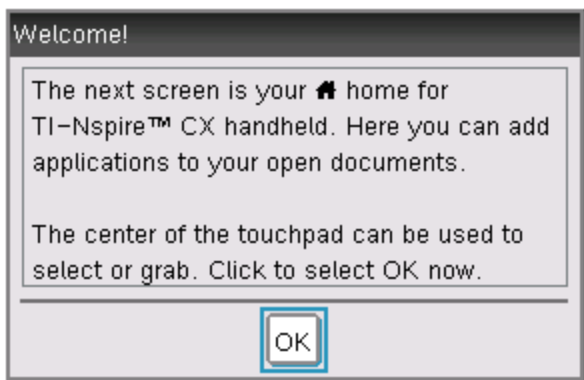 Welcome!
The next screen is your home for
TI-Nspire™ CX handheld. Here you can add
applications to your open documents.
The center of the touchpad can be used to
select or grab. Click to select OK now.
OK